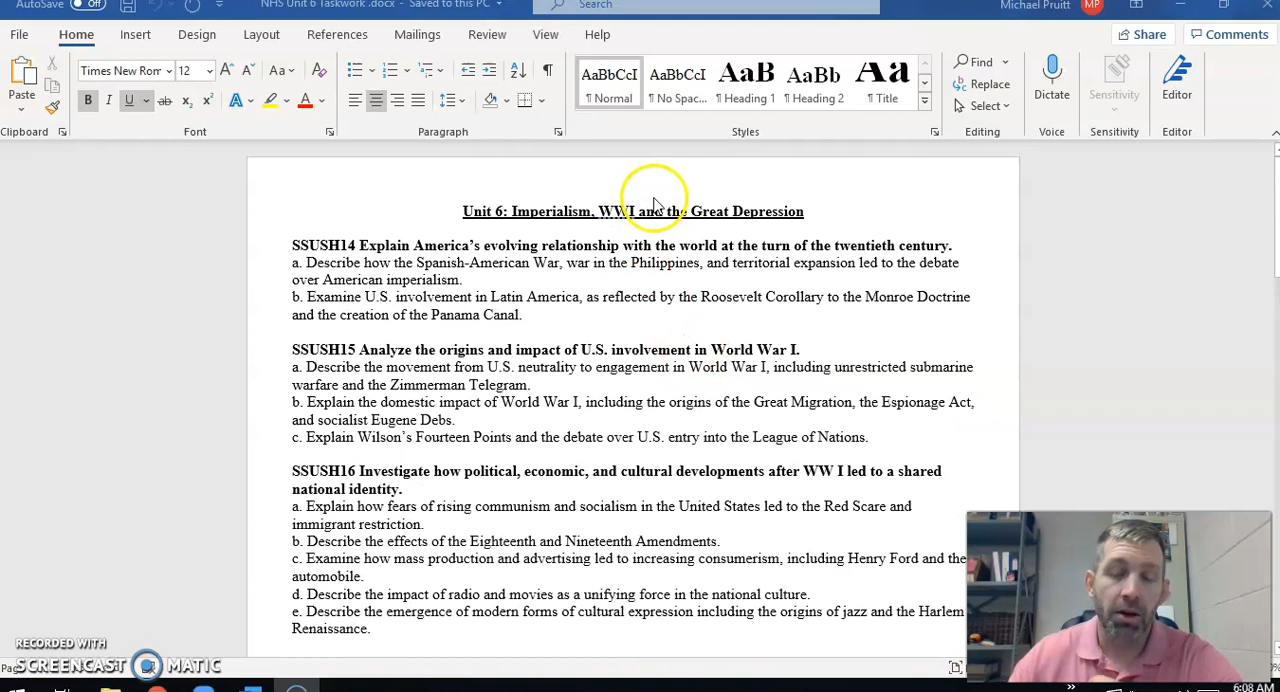 AutoSave Off NHS Unit 6 Taskwork .docx - Saved to this PC Search Michael Pruitt MP
File Home Insert Design Layout References Mailings Review View Help Share Comments
Times New Rom 12 Aa AaBbCcI AaBbCcI AaB AaBb Aa Find
Paste Replace Dictate Sensitivity Editor
B I U ab x₂ x² A A ¶ Normal ¶ No Spac... ¶ Heading 1 ¶ Heading 2 ¶ Title Select
Clipboard Font Paragraph Styles Editing Voice Sensitivity Editor
Unit 6: Imperialism, WWI and the Great Depression
SSUSH14 Explain America's evolving relationship with the world at the turn of the twentieth century.
a. Describe how the Spanish-American War, war in the Philippines, and territorial expansion led to the debate
over American imperialism.
b. Examine U.S. involvement in Latin America, as reflected by the Roosevelt Corollary to the Monroe Doctrine
and the creation of the Panama Canal.
SSUSH15 Analyze the origins and impact of U.S. involvement in World War I.
a. Describe the movement from U.S. neutrality to engagement in World War I, including unrestricted submarine
warfare and the Zimmerman Telegram.
b. Explain the domestic impact of World War I, including the origins of the Great Migration, the Espionage Act,
and socialist Eugene Debs.
c. Explain Wilson's Fourteen Points and the debate over U.S. entry into the League of Nations.
SSUSH16 Investigate how political, economic, and cultural developments after WW I led to a shared
national identity.
a. Explain how fears of rising communism and socialism in the United States led to the Red Scare and
immigrant restriction.
b. Describe the effects of the Eighteenth and Nineteenth Amendments.
c. Examine how mass production and advertising led to increasing consumerism, including Henry Ford and the
automobile.
d. Describe the impact of radio and movies as a unifying force in the national culture.
e. Describe the emergence of modern forms of cultural expression including the origins of jazz and the Harlem
Renaissance.
RECORDED WITH
SCREENCAST MATIC
6:08 AM